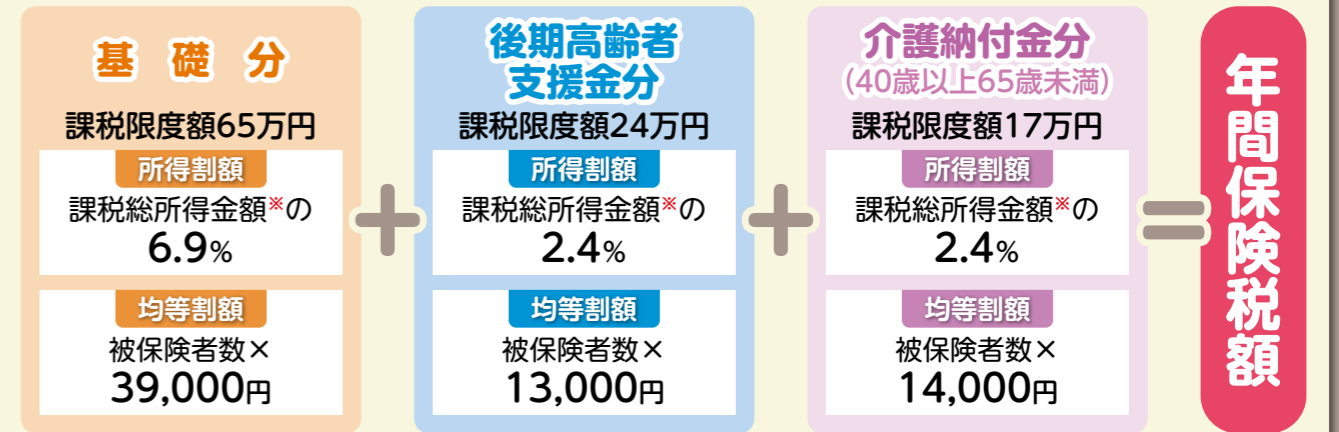 基礎分
課税限度額65万円
所得割額
課税総所得金額※の
6.9%
均等割額
被保険者数×
39,000円
+
後期高齢者
支援金分
課税限度額24万円
所得割額
課税総所得金額※の
2.4%
均等割額
被保険者数×
13,000円
+
介護納付金分
(40歳以上65歳未満)
課税限度額17万円
所得割額
課税総所得金額※の
2.4%
均等割額
被保険者数×
14,000円
=
年間保険税額